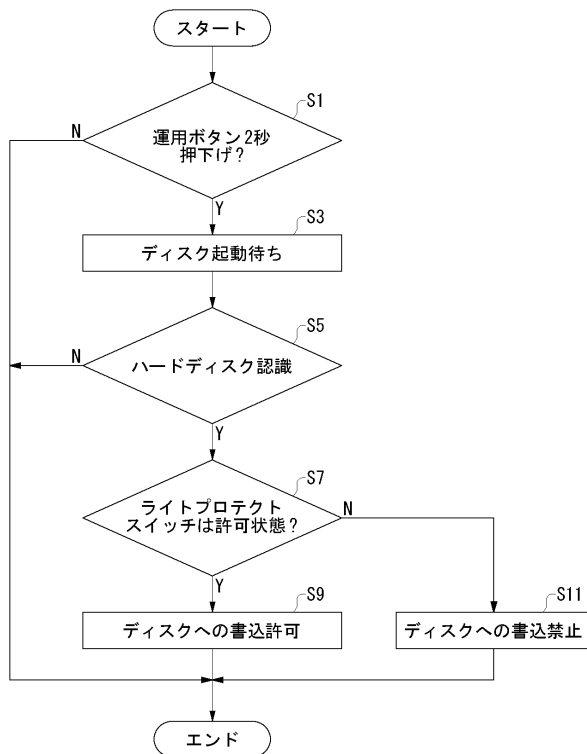 スタート
S1
N
運用ボタン2秒
押下げ?
Y
S3
ディスク起動待ち
S5
N
ハードディスク認識
Y
S7
ライトプロテクト
スイッチは許可状態?
N
Y
S9
ディスクへの書込許可
S11
ディスクへの書込禁止
エンド